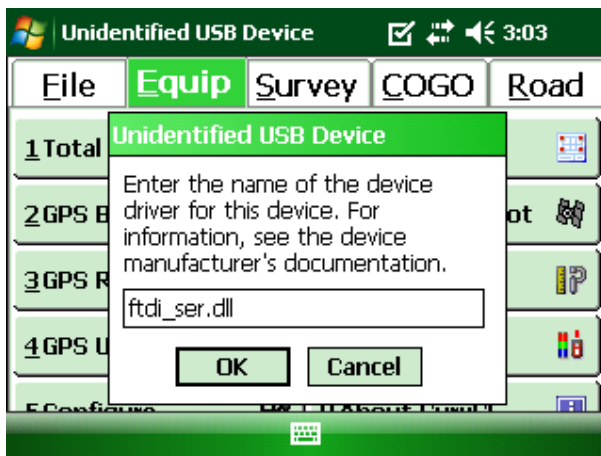 Unidentified USB Device 3:03
File Equip Survey COGO Road
Unidentified USB Device
1 Total
Enter the name of the device
driver for this device. For
information, see the device
manufacturer's documentation.
2 GPS B
ot
3 GPS R
ftdi_ser.dll
4 GPS U
OK Cancel